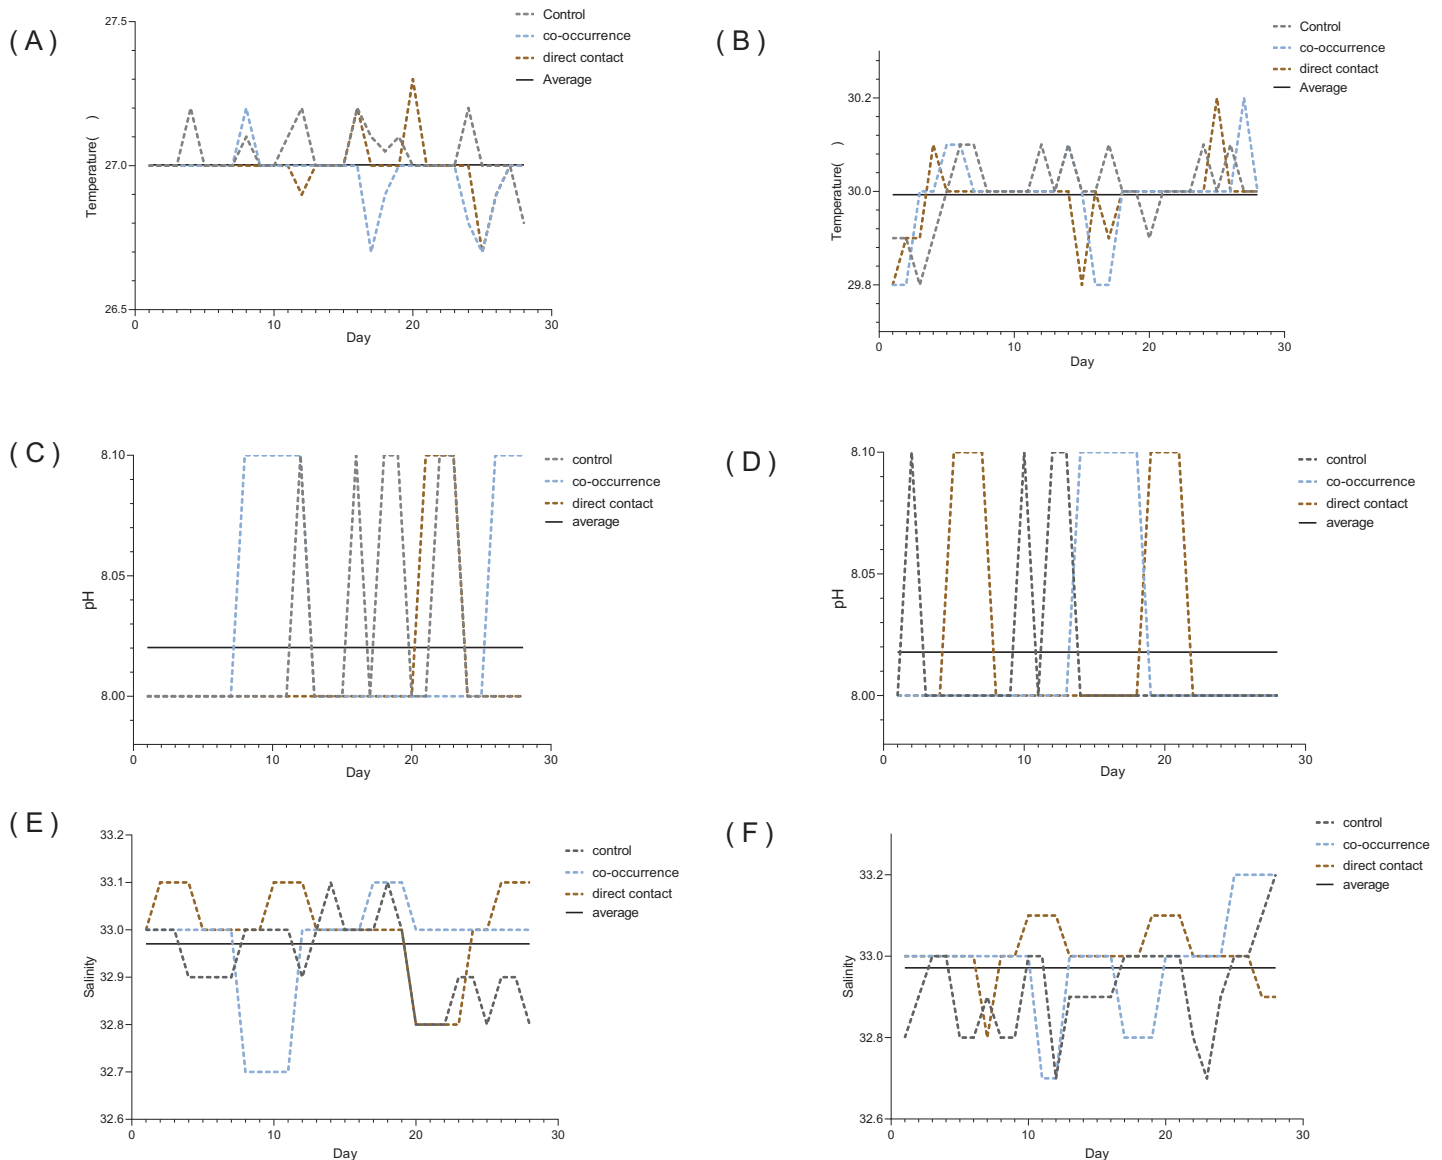 ( A )
27.5
27.0
26.5
Temperature( )
0
10
20
30
Day
Control
co-occurrence
direct contact
Average
( B )
30.2
30.0
29.8
Temperature( )
0
10
20
30
Day
Control
co-occurrence
direct contact
Average
( C )
8.10
8.05
8.00
pH
0
10
20
30
Day
control
co-occurrence
direct contact
average
( D )
8.10
8.05
8.00
pH
0
10
20
30
Day
control
co-occurrence
direct contact
average
( E )
33.2
33.1
33.0
32.9
32.8
32.7
32.6
Salinity
0
10
20
30
Day
control
co-occurrence
direct contact
average
( F )
33.2
33.0
32.8
32.6
Salinity
0
10
20
30
Day
control
co-occurrence
direct contact
average